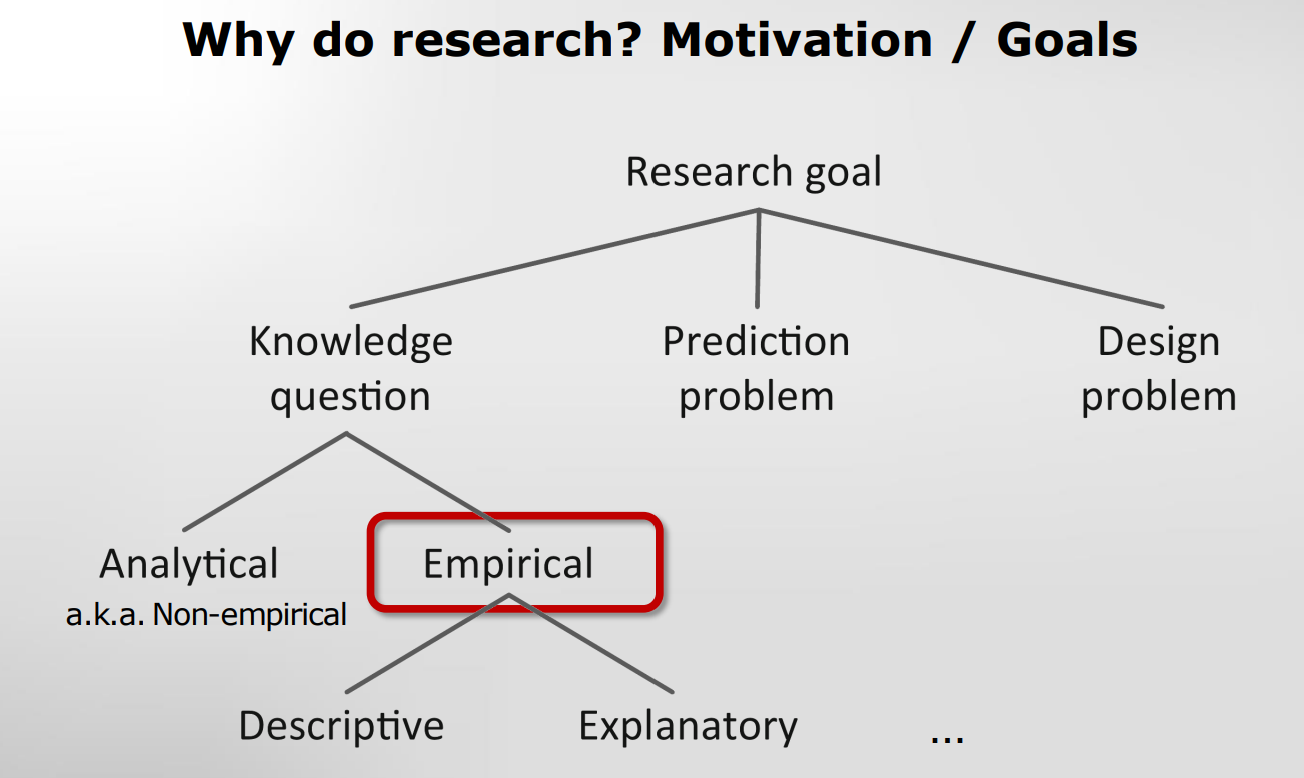 Why do research? Motivation / Goals
Research goal
Knowledge
question
Prediction
problem
Design
problem
Analytical
a.k.a. Non-empirical
Empirical
Descriptive
Explanatory
...